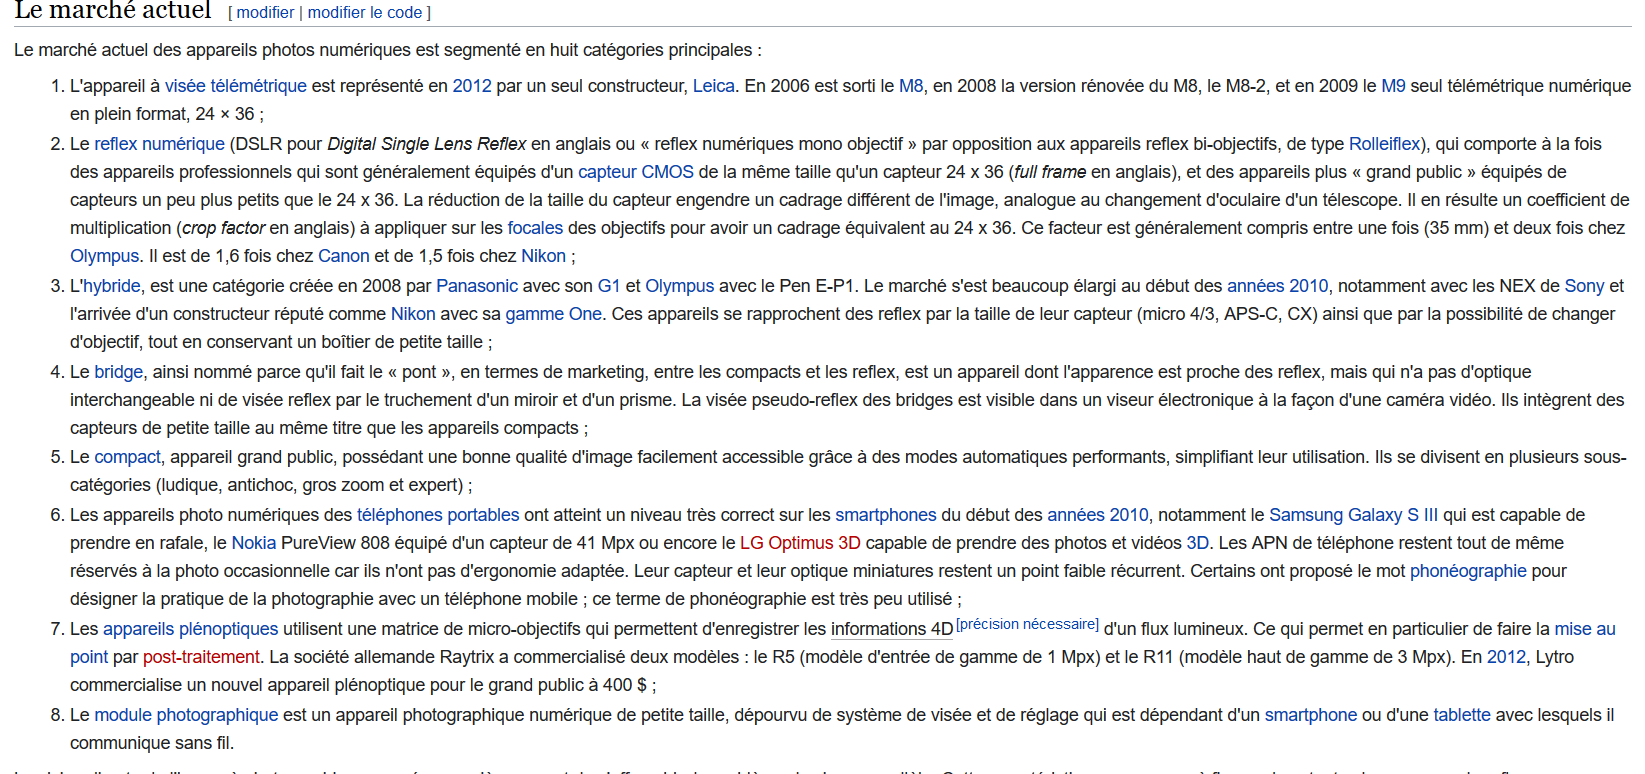 Le marché actuel [ modifier | modifier le code ]
Le marché actuel des appareils photos numériques est segmenté en huit catégories principales :
1. L'appareil à visée télémétrique est représenté en 2012 par un seul constructeur, Leica. En 2006 est sorti le M8, en 2008 la version rénovée du M8, le M8-2, et en 2009 le M9 seul télémétrique numérique
en plein format, 24 × 36 ;
2. Le reflex numérique (DSLR pour Digital Single Lens Reflex en anglais ou « reflex numériques mono objectif » par opposition aux appareils reflex bi-objectifs, de type Rolleiflex), qui comporte à la fois
des appareils professionnels qui sont généralement équipés d'un capteur CMOS de la même taille qu'un capteur 24 x 36 (full frame en anglais), et des appareils plus « grand public » équipés de
capteurs un peu plus petits que le 24 x 36. La réduction de la taille du capteur engendre un cadrage différent de l'image, analogue au changement d'oculaire d'un télescope. Il en résulte un coefficient de
multiplication (crop factor en anglais) à appliquer sur les focales des objectifs pour avoir un cadrage équivalent au 24 x 36. Ce facteur est généralement compris entre une fois (35 mm) et deux fois chez
Olympus. Il est de 1,6 fois chez Canon et de 1,5 fois chez Nikon ;
3. L'hybride, est une catégorie créée en 2008 par Panasonic avec son G1 et Olympus avec le Pen E-P1. Le marché s'est beaucoup élargi au début des années 2010, notamment avec les NEX de Sony et
l'arrivée d'un constructeur réputé comme Nikon avec sa gamme One. Ces appareils se rapprochent des reflex par la taille de leur capteur (micro 4/3, APS-C, CX) ainsi que par la possibilité de changer
d'objectif, tout en conservant un boîtier de petite taille ;
4. Le bridge, ainsi nommé parce qu'il fait le « pont », en termes de marketing, entre les compacts et les reflex, est un appareil dont l'apparence est proche des reflex, mais qui n'a pas d'optique
interchangeable ni de visée reflex par le truchement d'un miroir et d'un prisme. La visée pseudo-reflex des bridges est visible dans un viseur électronique à la façon d'une caméra vidéo. Ils intègrent des
capteurs de petite taille au même titre que les appareils compacts ;
5. Le compact, appareil grand public, possédant une bonne qualité d'image facilement accessible grâce à des modes automatiques performants, simplifiant leur utilisation. Ils se divisent en plusieurs sous-
catégories (ludique, antichoc, gros zoom et expert) ;
6. Les appareils photo numériques des téléphones portables ont atteint un niveau très correct sur les smartphones du début des années 2010, notamment le Samsung Galaxy S III qui est capable de
prendre en rafale, le Nokia PureView 808 équipé d'un capteur de 41 Mpx ou encore le LG Optimus 3D capable de prendre des photos et vidéos 3D. Les APN de téléphone restent tout de même
réservés à la photo occasionnelle car ils n'ont pas d'ergonomie adaptée. Leur capteur et leur optique miniatures restent un point faible récurrent. Certains ont proposé le mot phonéographie pour
désigner la pratique de la photographie avec un téléphone mobile ; ce terme de phonéographie est très peu utilisé ;
7. Les appareils plénoptiques utilisent une matrice de micro-objectifs qui permettent d'enregistrer les informations 4D [précision nécessaire] d'un flux lumineux. Ce qui permet en particulier de faire la mise au
point par post-traitement. La société allemande Raytrix a commercialisé deux modèles : le R5 (modèle d'entrée de gamme de 1 Mpx) et le R11 (modèle haut de gamme de 3 Mpx). En 2012, Lytro
commercialise un nouvel appareil plénoptique pour le grand public à 400 $ ;
8. Le module photographique est un appareil photographique numérique de petite taille, dépourvu de système de visée et de réglage qui est dépendant d'un smartphone ou d'une tablette avec lesquels il
communique sans fil.